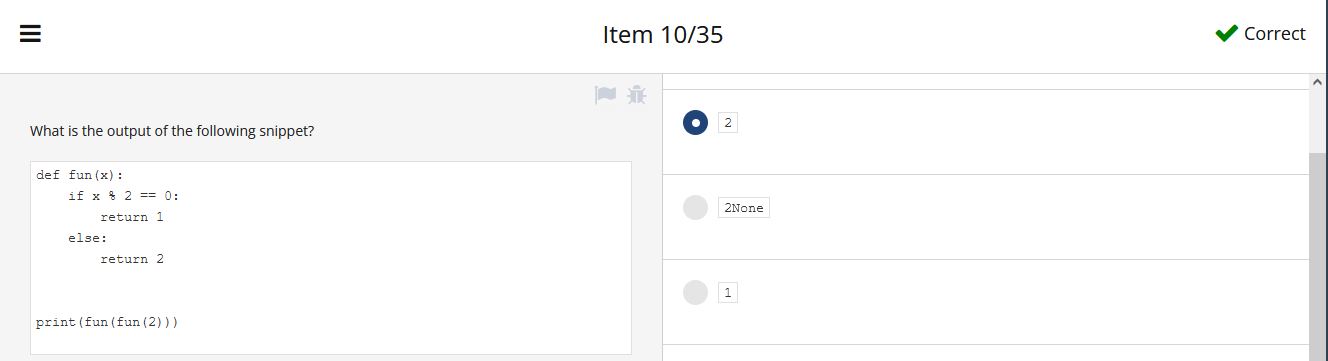 Item 10/35
Correct
What is the output of the following snippet?
def fun(x):
    if x % 2 == 0:
        return 1
    else:
        return 2
print(fun(fun(2)))
2
2None
1